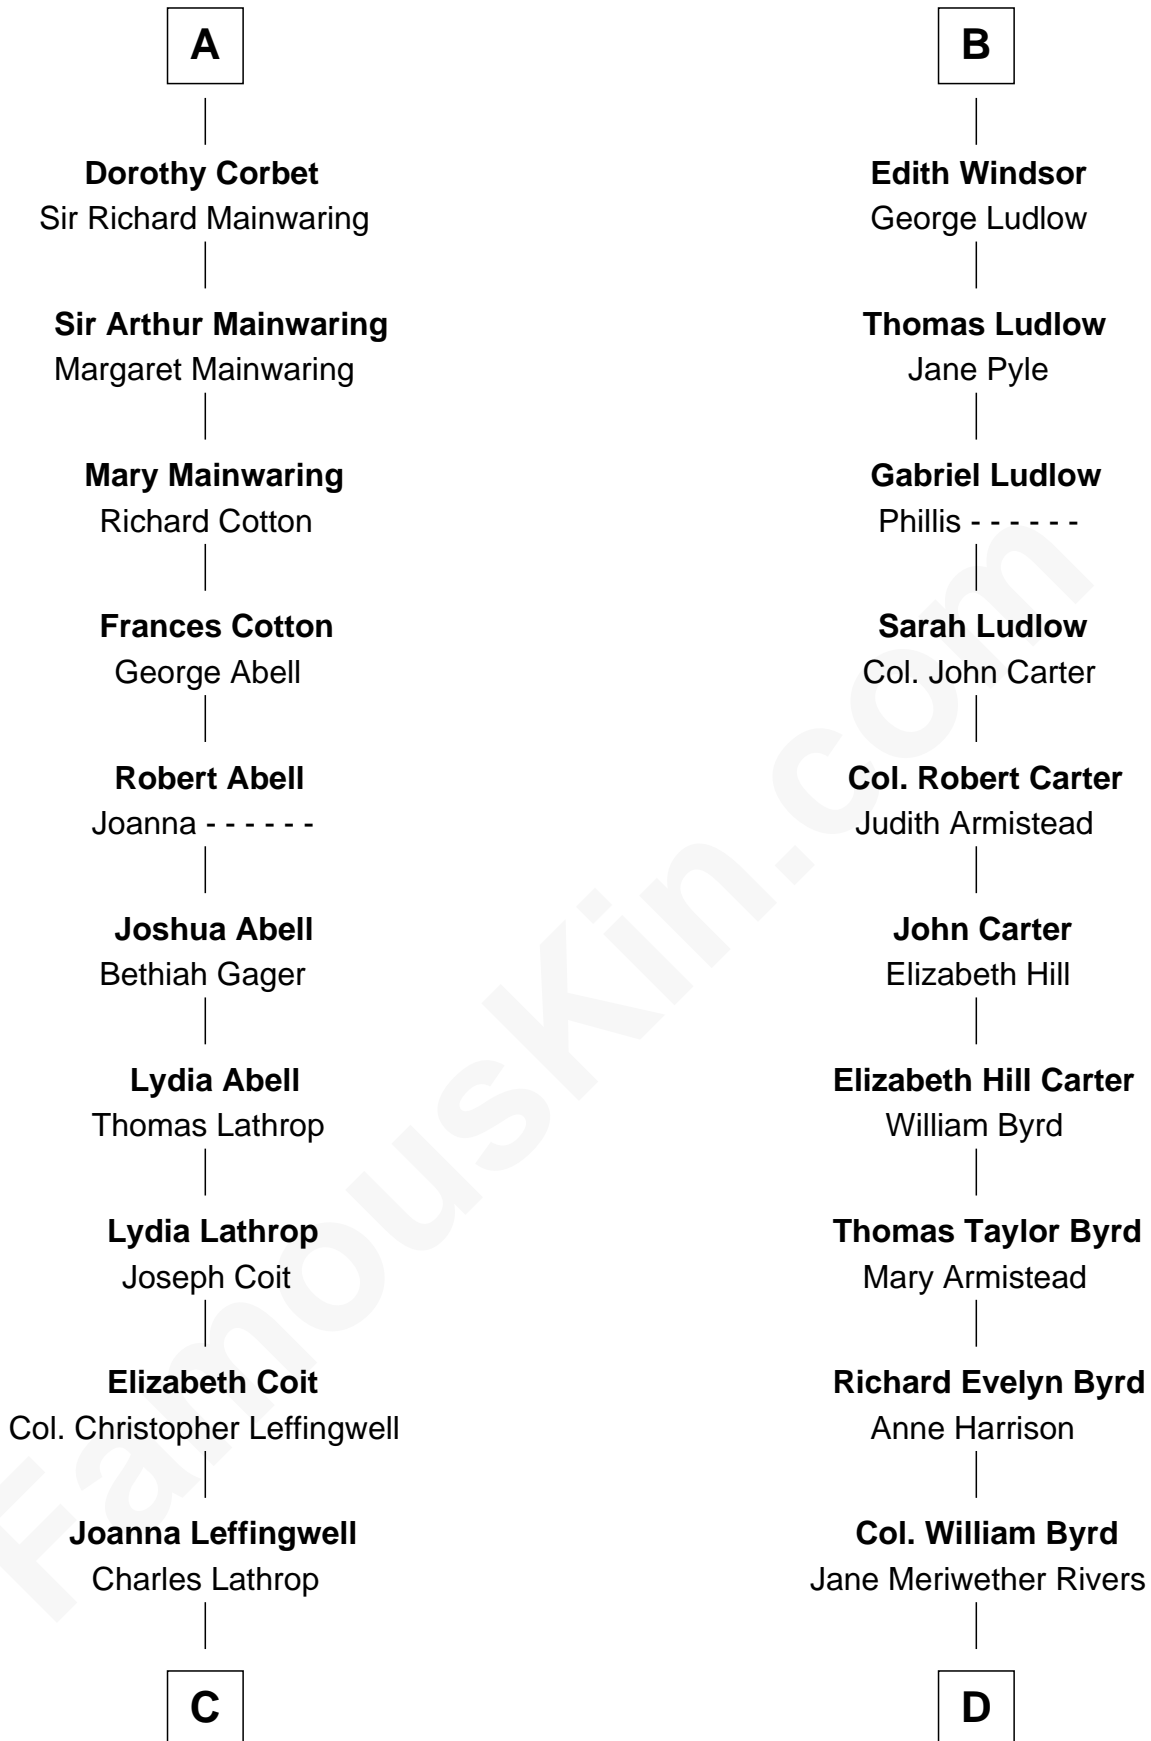 A
Dorothy Corbet
Sir Richard Mainwaring
Sir Arthur Mainwaring
Margaret Mainwaring
Mary Mainwaring
Richard Cotton
Frances Cotton
George Abell
Robert Abell
Joanna - - - - - -
Joshua Abell
Bethiah Gager
Lydia Abell
Thomas Lathrop
Lydia Lathrop
Joseph Coit
Elizabeth Coit
Col. Christopher Leffingwell
Joanna Leffingwell
Charles Lathrop
C
B
Edith Windsor
George Ludlow
Thomas Ludlow
Jane Pyle
Gabriel Ludlow
Phillis - - - - - -
Sarah Ludlow
Col. John Carter
Col. Robert Carter
Judith Armistead
John Carter
Elizabeth Hill
Elizabeth Hill Carter
William Byrd
Thomas Taylor Byrd
Mary Armistead
Richard Evelyn Byrd
Anne Harrison
Col. William Byrd
Jane Meriwether Rivers
D
FamousKin.com